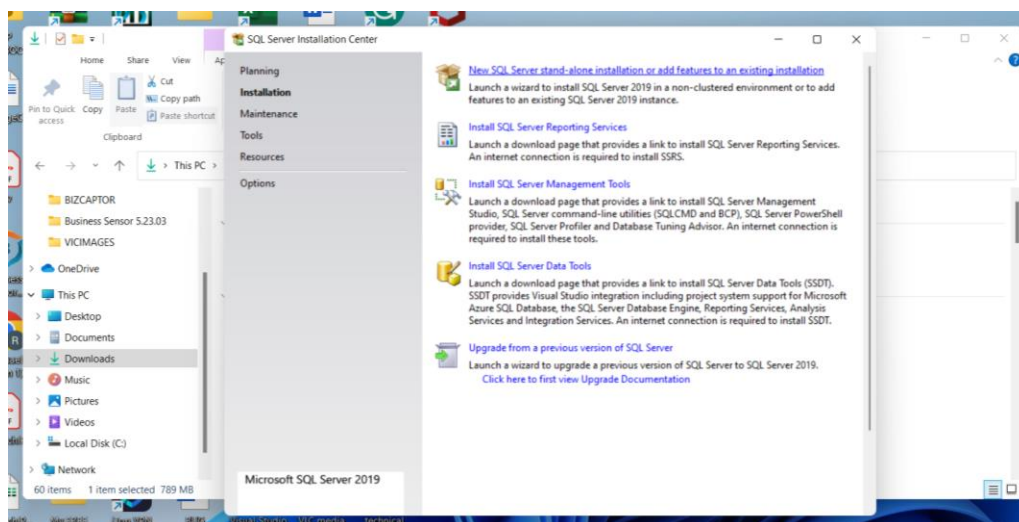 SQL Server Installation Center
Home Share View
Cut
Copy path
Paste shortcut
Pin to Quick access
Copy
Paste
Clipboard
This PC
BIZCAPTOR
Business Sensor 5.23.03
VICIMAGES
OneDrive
This PC
Desktop
Documents
Downloads
Music
Pictures
Videos
Local Disk (C:)
Network
60 items 1 item selected 789 MB
Planning
Installation
Maintenance
Tools
Resources
Options
Microsoft SQL Server 2019
New SQL Server stand-alone installation or add features to an existing installation
Launch a wizard to install SQL Server 2019 in a non-clustered environment or to add
features to an existing SQL Server 2019 instance.
Install SQL Server Reporting Services
Launch a download page that provides a link to install SQL Server Reporting Services.
An internet connection is required to install SSRS.
Install SQL Server Management Tools
Launch a download page that provides a link to install SQL Server Management
Studio, SQL Server command-line utilities (SQLCMD and BCP), SQL Server PowerShell
provider, SQL Server Profiler and Database Tuning Advisor. An internet connection is
required to install these tools.
Install SQL Server Data Tools
Launch a download page that provides a link to install SQL Server Data Tools (SSDT).
SSDT provides Visual Studio integration including project system support for Microsoft
Azure SQL Database, the SQL Server Database Engine, Reporting Services, Analysis
Services and Integration Services. An internet connection is required to install SSDT.
Upgrade from a previous version of SQL Server
Launch a wizard to upgrade a previous version of SQL Server to SQL Server 2019.
Click here to first view Upgrade Documentation